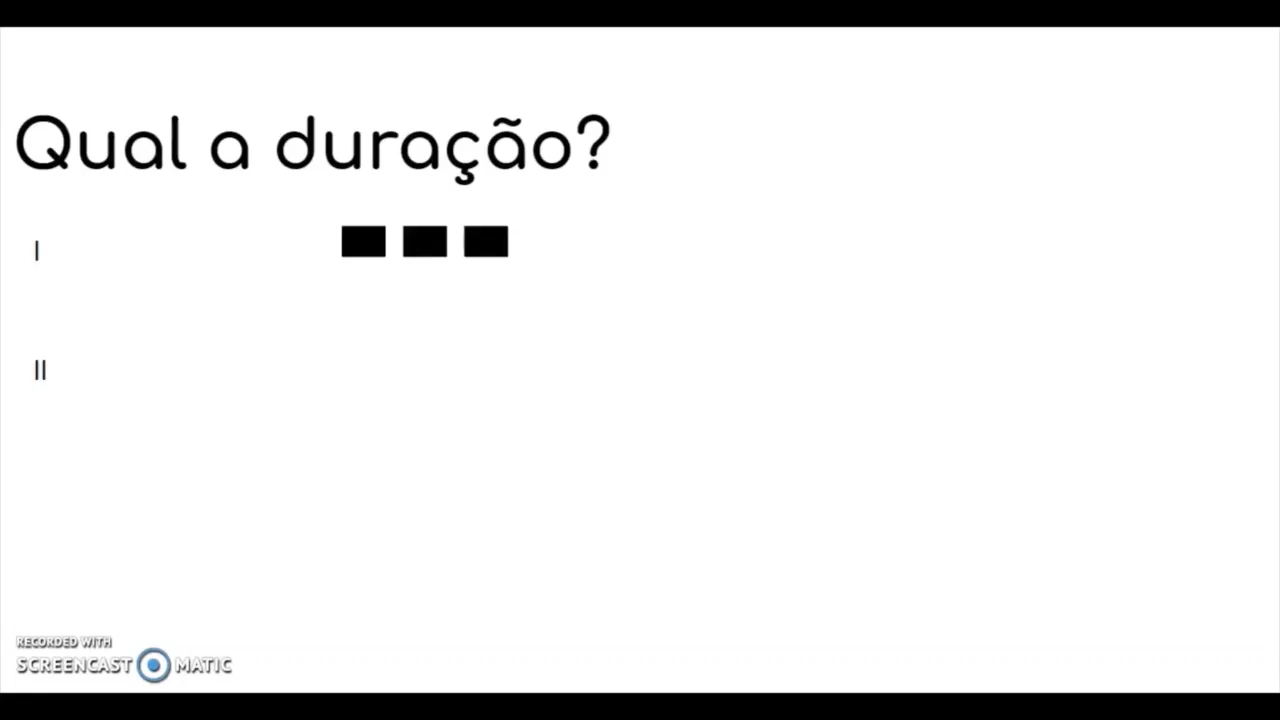 Qual a duração?
I
II
RECORDED WITH
SCREENCAST MATIC